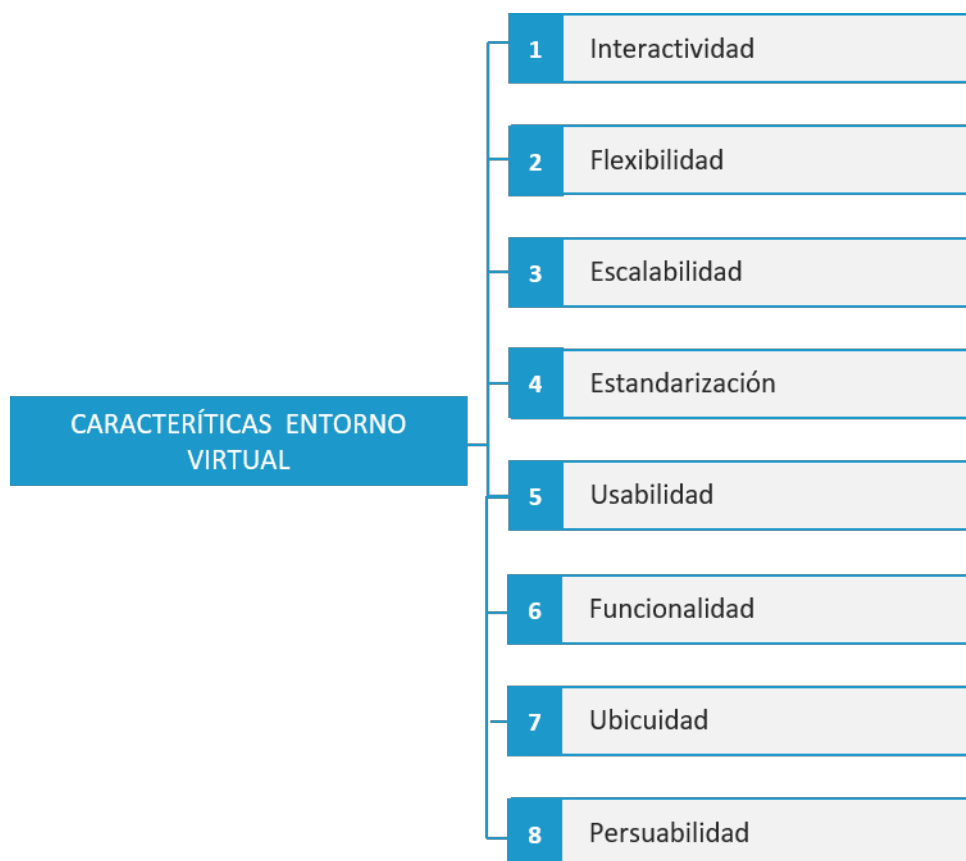 1 Interactividad
2 Flexibilidad
3 Escalabilidad
4 Estandarización
CARACTERÍTICAS ENTORNO
VIRTUAL
5 Usabilidad
6 Funcionalidad
7 Ubicuidad
8 Persuabilidad